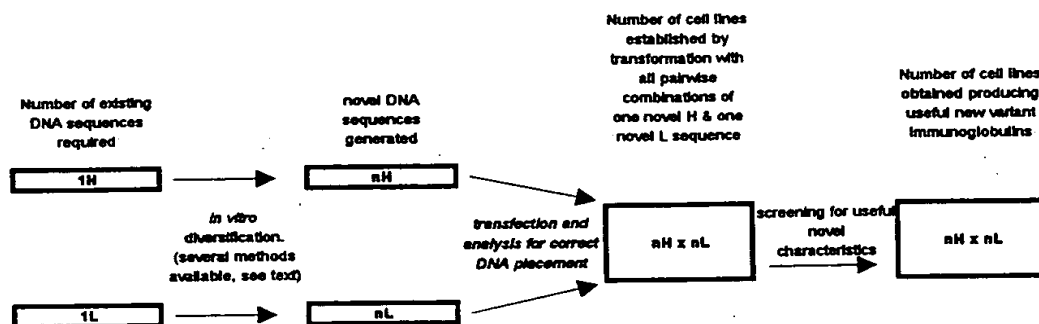 Number of existing
DNA sequences
required
1H
1L
in vitro
diversification.
(several methods
available, see text)
novel DNA
sequences
generated
nH
nL
transfection and
analysis for correct
DNA placement
Number of cell lines
established by
transformation with
all pairwise
combinations of
one novel H & one
novel L sequence
nH x nL
screening for useful
novel
characteristics
Number of cell lines
obtained producing
useful new variant
immunoglobulins
nH x nL